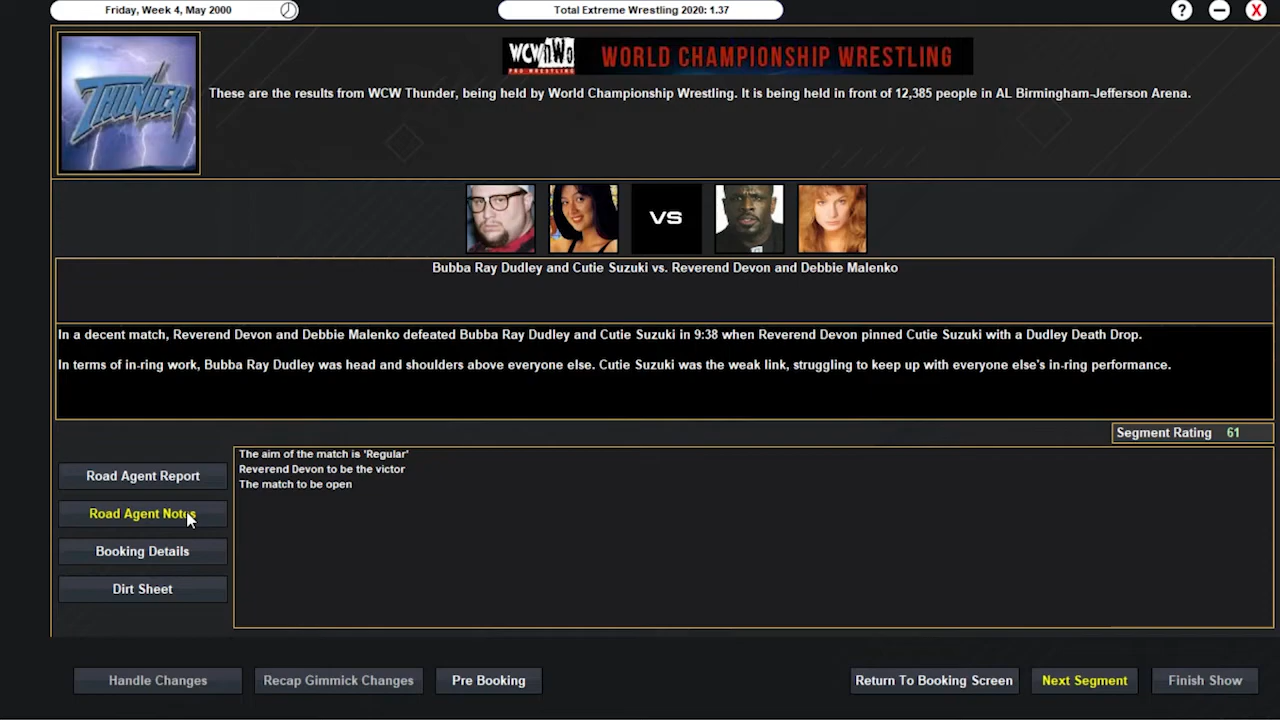 Friday, Week 4, May 2000
Total Extreme Wrestling 2020: 1.37
?
X
THUNDER
WCW nWo
PRO WRESTLING
WORLD CHAMPIONSHIP WRESTLING
These are the results from WCW Thunder, being held by World Championship Wrestling. It is being held in front of 12,385 people in AL Birmingham-Jefferson Arena.
VS
Bubba Ray Dudley and Cutie Suzuki vs. Reverend Devon and Debbie Malenko
In a decent match, Reverend Devon and Debbie Malenko defeated Bubba Ray Dudley and Cutie Suzuki in 9:38 when Reverend Devon pinned Cutie Suzuki with a Dudley Death Drop.
In terms of in-ring work, Bubba Ray Dudley was head and shoulders above everyone else. Cutie Suzuki was the weak link, struggling to keep up with everyone else's in-ring performance.
Segment Rating 61
Road Agent Report
Road Agent Notes
Booking Details
Dirt Sheet
The aim of the match is 'Regular'
Reverend Devon to be the victor
The match to be open
Handle Changes
Recap Gimmick Changes
Pre Booking
Return To Booking Screen
Next Segment
Finish Show